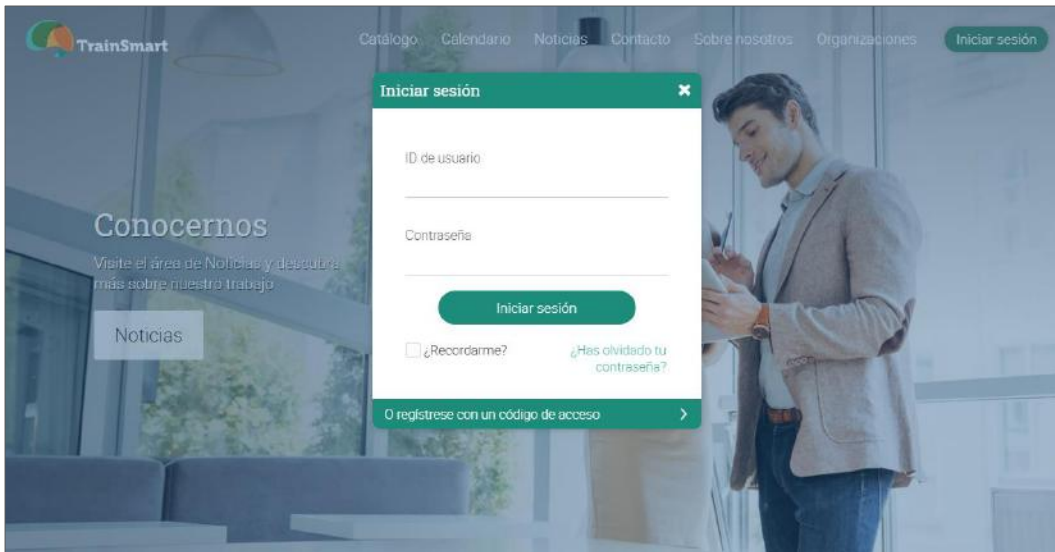 TrainSmart
Catálogo Calendario Noticias Contacto Sobre nosotros Organizaciones Iniciar sesión
Iniciar sesión
ID de usuario
Contraseña
Iniciar sesión
¿Recordarme?
¿Has olvidado tu
contraseña?
O regístrese con un código de acceso
Conocernos
Visite el área de Noticias y descubra
más sobre nuestro trabajo
Noticias